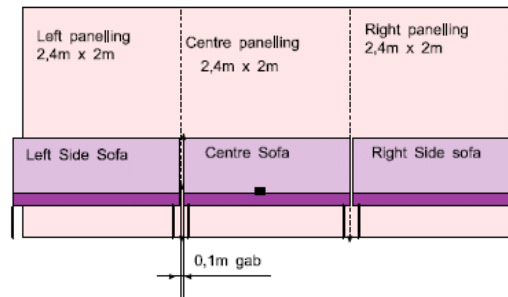 Left panelling
2,4m x 2m
Centre panelling
2,4m x 2m
Right panelling
2,4m x 2m
Left Side Sofa
Centre Sofa
Right Side sofa
0,1m gab